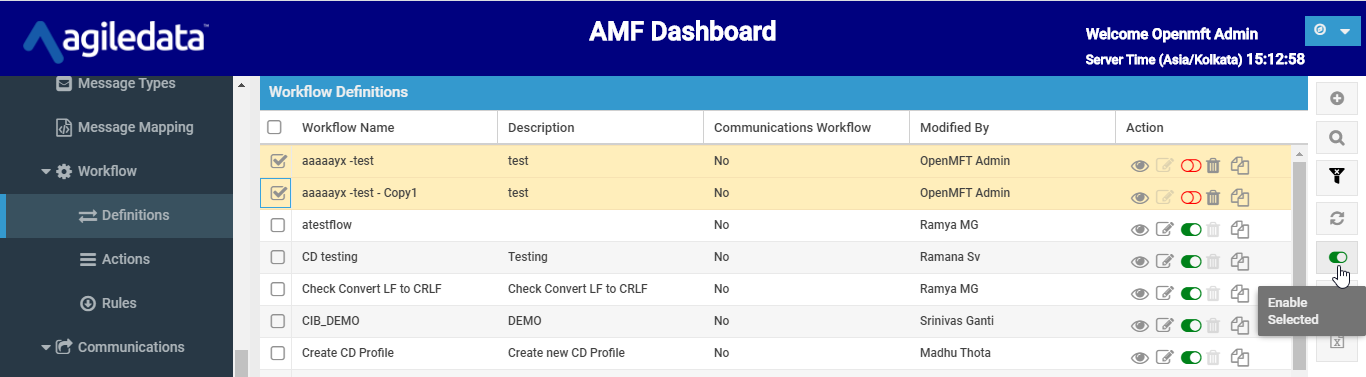 agiledata™
AMF Dashboard
Welcome Openmft Admin
Server Time (Asia/Kolkata) 15:12:58
Message Types
Message Mapping
Workflow
Definitions
Actions
Rules
Communications
Workflow Definitions
Workflow Name Description Communications Workflow Modified By Action
aaaaayx -test test No OpenMFT Admin
aaaaayx -test - Copy1 test No OpenMFT Admin
atestflow No Ramya MG
CD testing Testing No Ramana Sv
Check Convert LF to CRLF Check Convert LF to CRLF No Ramya MG
CIB_DEMO DEMO No Srinivas Ganti
Create CD Profile Create new CD Profile No Madhu Thota
Enable
Selected